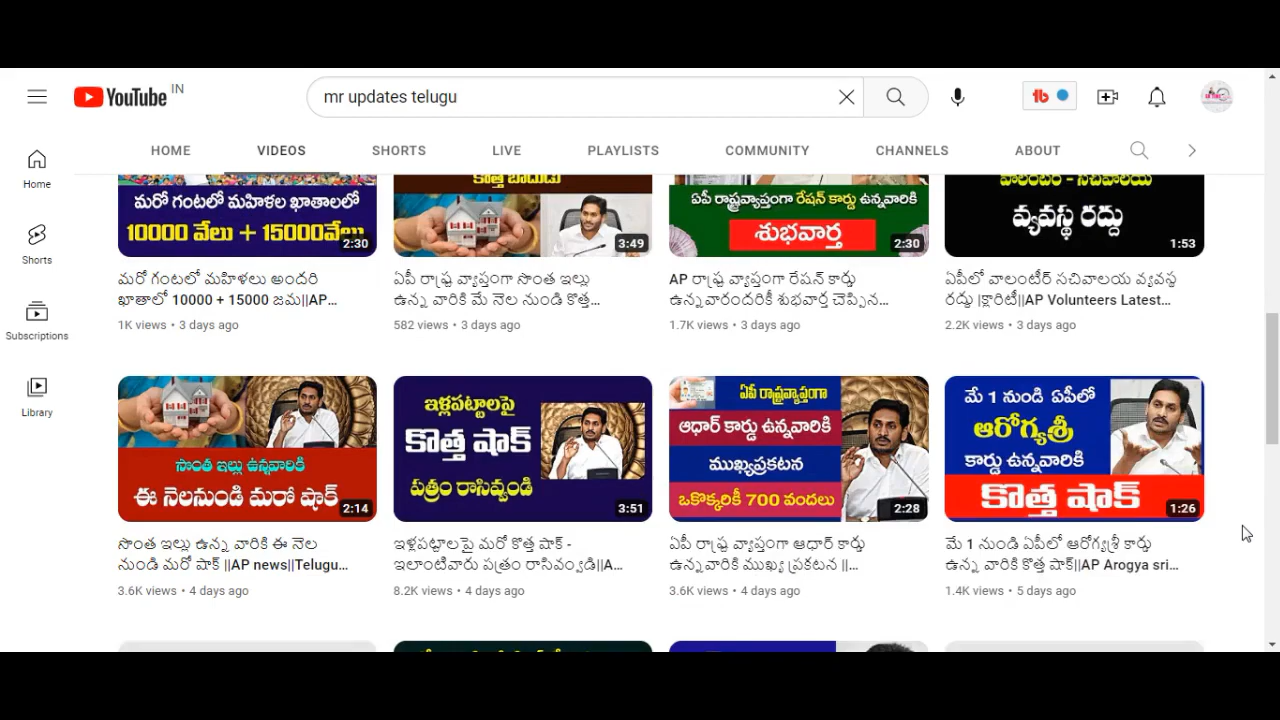 YouTube IN
mr updates telugu
HOME VIDEOS SHORTS LIVE PLAYLISTS COMMUNITY CHANNELS ABOUT
Home
Shorts
Subscriptions
Library
మరో గంటలో మహిళల ఖాతాలలో
10000 వేలు + 15000వేలు
2:30
మరో గంటలో మహిళలు అందరి
ఖాతాలో 10000 + 15000 జమ||AP...
1K views • 3 days ago
కొత్త బాదుడు
3:49
ఏపీ రాష్ట్ర వ్యాప్తంగా సొంత ఇల్లు
ఉన్న వారికి మే నెల నుండి కొత్త...
582 views • 3 days ago
ఏపీ రాష్ట్రవ్యాప్తంగా రేషన్ కార్డు ఉన్నవారికి
శుభవార్త
2:30
AP రాష్ట్ర వ్యాప్తంగా రేషన్ కార్డు
ఉన్నవారందరికీ శుభవార్త చెప్పిన...
1.7K views • 3 days ago
వాలంటరీ - సచివాలయ
వ్యవస్థ రద్దు
1:53
ఏపీలో వాలంటీర్ సచివాలయ వ్యవస్థ
రద్దు |క్లారిటీ||AP Volunteers Latest...
2.2K views • 3 days ago
సొంత ఇల్లు ఉన్నవారికి
ఈ నెలనుండి మరో షాక్
2:14
సొంత ఇల్లు ఉన్న వారికి ఈ నెల
నుండి మరో షాక్ ||AP news||Telugu...
3.6K views • 4 days ago
ఇళ్లపట్టాలపై
కొత్త షాక్
పత్రం రాసివ్వండి
3:51
ఇళ్లపట్టాలపై మరో కొత్త షాక్ -
ఇలాంటివారు పత్రం రాసివ్వండి||A...
8.2K views • 4 days ago
ఏపీ రాష్ట్రవ్యాప్తంగా
ఆధార్ కార్డు ఉన్నవారికి
ముఖ్యప్రకటన
ఒకొక్కరికీ 700 వందలు
2:28
ఏపీ రాష్ట్ర వ్యాప్తంగా ఆధార్ కార్డు
ఉన్నవారికి ముఖ్య ప్రకటన ||...
3.6K views • 4 days ago
మే 1 నుండి ఏపీలో
ఆరోగ్యశ్రీ
కార్డు ఉన్నవారికి
కొత్త షాక్
1:26
మే 1 నుండి ఏపీలో ఆరోగ్యశ్రీ కార్డు
ఉన్న వారికి కొత్త షాక్||AP Arogya sri...
1.4K views • 5 days ago